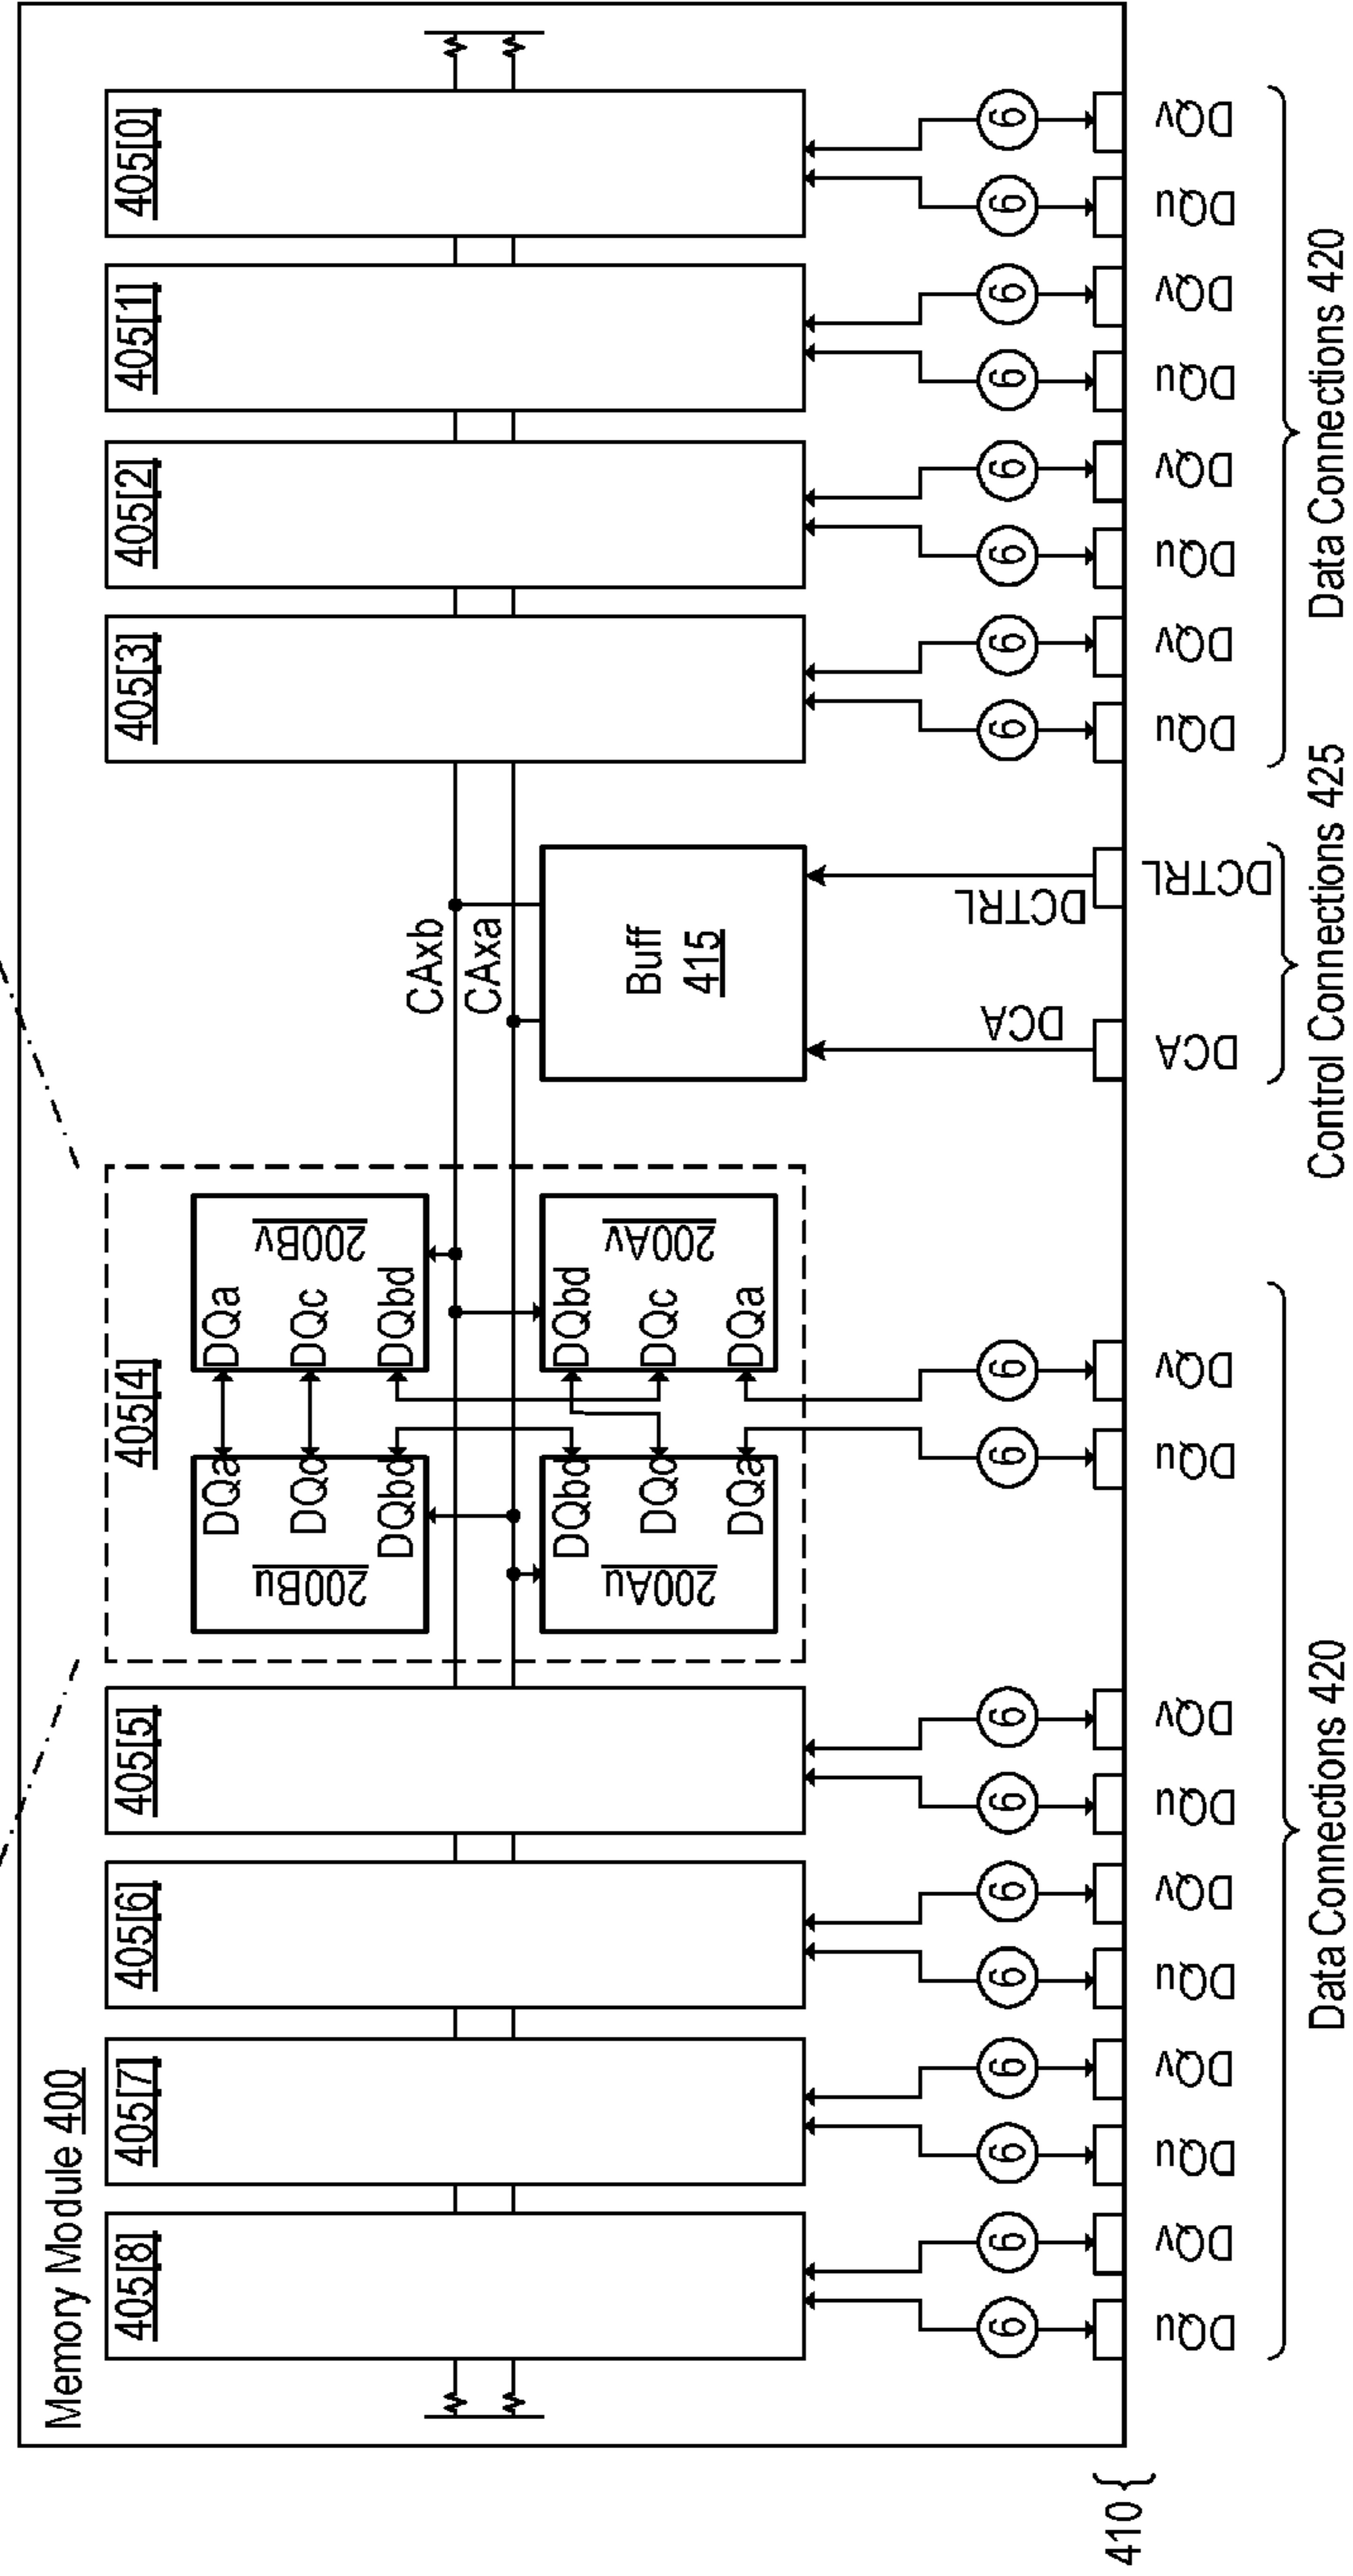 Memory Module 400
405[8]
405[7]
405[6]
405[5]
405[4]
405[3]
405[2]
405[1]
405[0]
DQa
DQc
DQbd
200Bu
DQa
DQc
DQbd
200Bv
CAxb
CAxa
DQbd
DQc
DQa
200Au
DQbd
DQc
DQa
200Av
Buff
415
DCA
DCTRL
6 6 6 6 6 6 6 6 6 6 6 6 6 6 6 6 6 6
410
DQu DQv DQu DQv DQu DQv DQu DQv DQu DQv DCA DCTRL DQu DQv DQu DQv DQu DQv DQu DQv
Data Connections 420
Control Connections 425
Data Connections 420